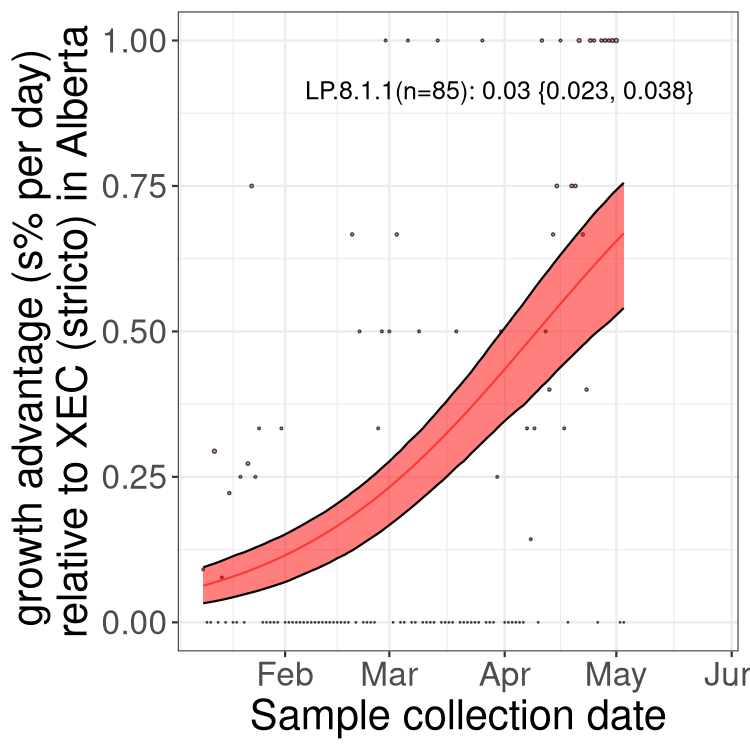 growth advantage (s% per day)
relative to XEC (stricto) in Alberta
1.00
0.75
0.50
0.25
0.00
LP.8.1.1(n=85): 0.03 {0.023, 0.038}
Feb Mar Apr May Jun
Sample collection date